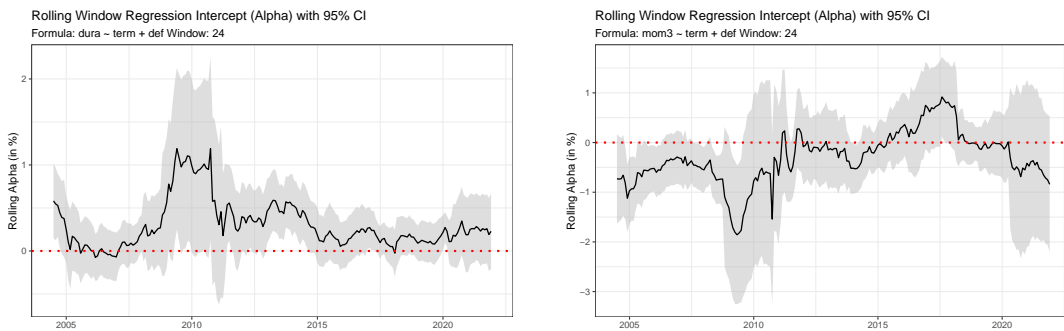 Rolling Window Regression Intercept (Alpha) with 95% CI
Formula: dura ~ term + def Window: 24
Rolling Alpha (in %)
2
1
0
2005
2010
2015
2020
Rolling Window Regression Intercept (Alpha) with 95% CI
Formula: mom3 ~ term + def Window: 24
Rolling Alpha (in %)
1
0
−1
−2
−3
2005
2010
2015
2020